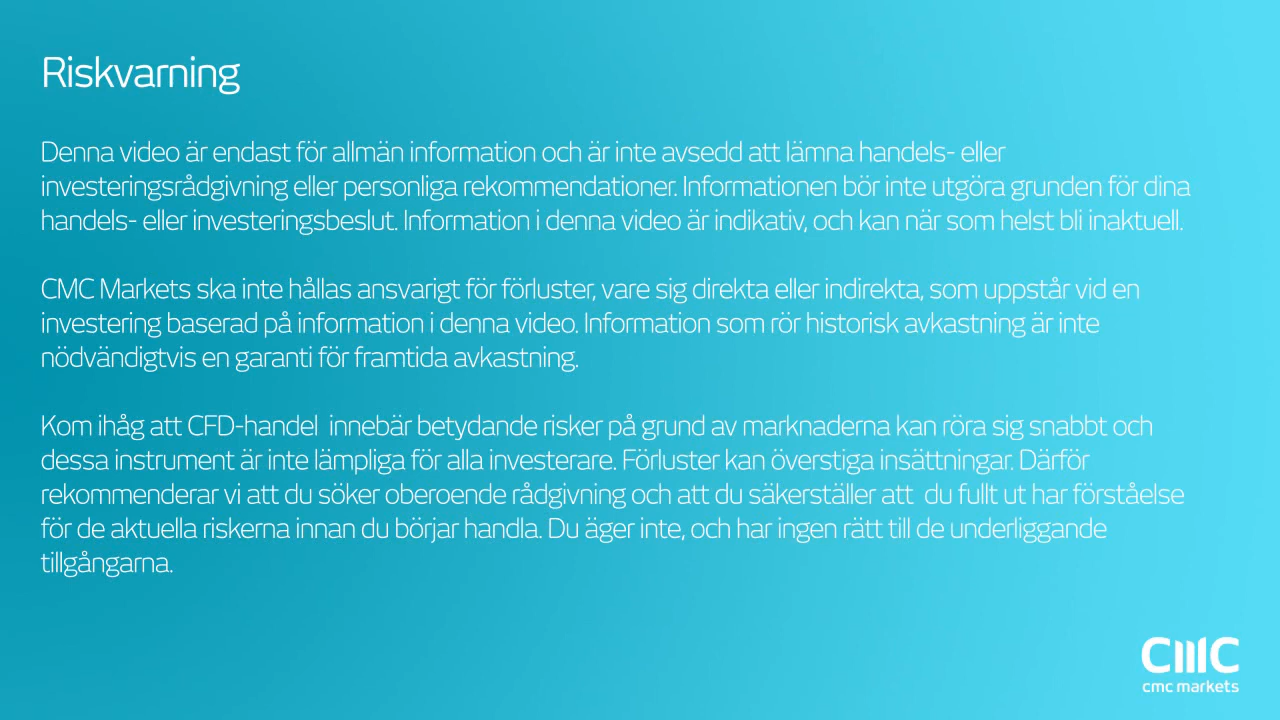 Riskvarning
Denna video är endast för allmän information och är inte avsedd att lämna handels- eller
investeringsrådgivning eller personliga rekommendationer. Informationen bör inte utgöra grunden för dina
handels- eller investeringsbeslut. Information i denna video är indikativ, och kan när som helst bli inaktuell.
CMC Markets ska inte hållas ansvarigt för förluster, vare sig direkta eller indirekta, som uppstår vid en
investering baserad på information i denna video. Information som rör historisk avkastning är inte
nödvändigtvis en garanti för framtida avkastning.
Kom ihåg att CFD-handel  innebär betydande risker på grund av marknaderna kan röra sig snabbt och
dessa instrument är inte lämpliga för alla investerare. Förluster kan överstiga insättningar. Därför
rekommenderar vi att du söker oberoende rådgivning och att du säkerställer att  du fullt ut har förståelse
för de aktuella riskerna innan du börjar handla. Du äger inte, och har ingen rätt till de underliggande
tillgångarna.
CMC
cmc markets